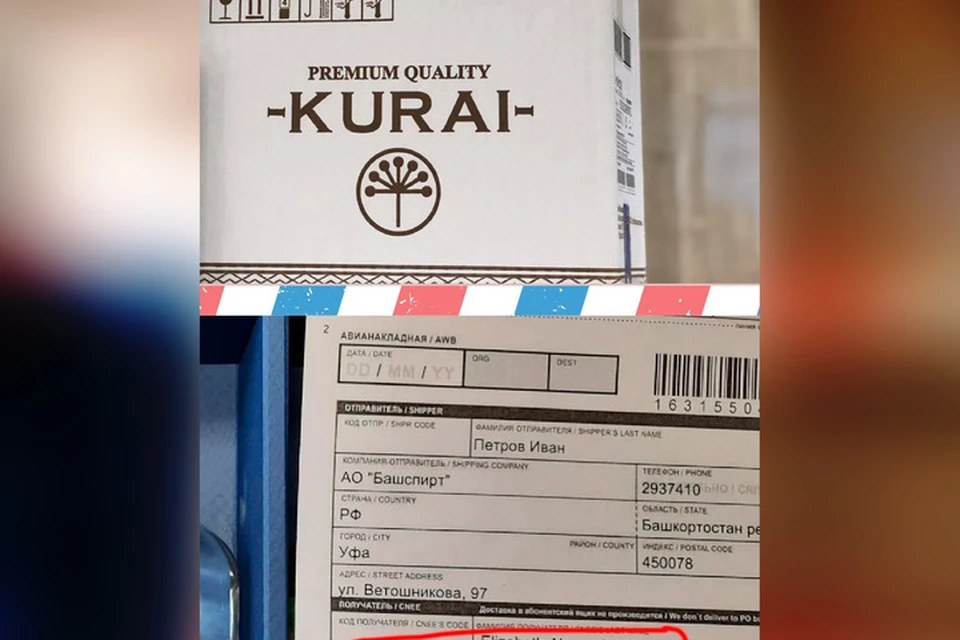 PREMIUM QUALITY
-KURAI-
2
АВИАНАКЛАДНАЯ / AWB
ДАТА / DATE
ORG
DEST
DD / MM / YY
1631550
ОТПРАВИТЕЛЬ / SHIPPER
КОД ОТПР / SHPR CODE
ФАМИЛИЯ ОТПРАВИТЕЛЯ / SHIPPER'S LAST NAME
Петров Иван
КОМПАНИЯ-ОТПРАВИТЕЛЬ / SHIPPING COMPANY
ТЕЛЕФОН / PHONE
АО "Башспирт"
2937410
СТРАНА / COUNTRY
ОБЛАСТЬ / STATE
РФ
Башкортостан ре
ГОРОД / CITY
РАЙОН / COUNTY
ИНДЕКС / POSTAL CODE
Уфа
450078
АДРЕС / STREET ADDRESS
ул. Ветошникова, 97
ПОЛУЧАТЕЛЬ / CNEE
Доставка в абонентский ящик не производится / We don't deliver to PO
КОД ПОЛУЧАТЕЛЯ / CNEE'S CODE